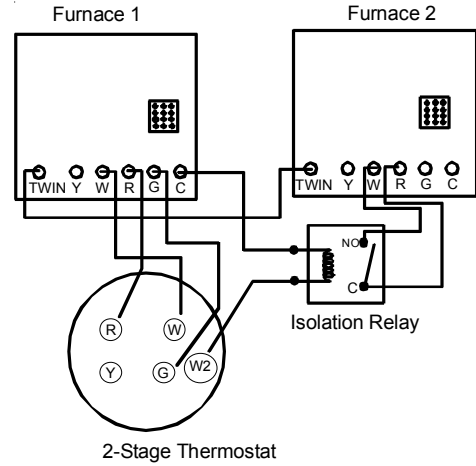 Furnace 1
Furnace 2
TWIN Y W R G C
TWIN Y W R G C
NO
C
Isolation Relay
R W
Y G W2
2-Stage Thermostat